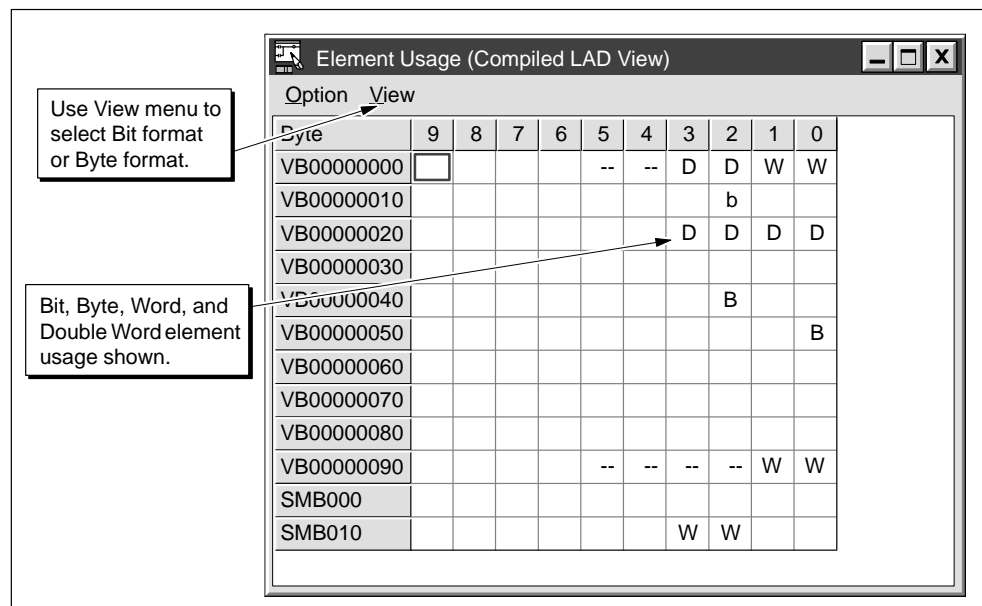 Element Usage (Compiled LAD View)
X
Option View
Use View menu to
select Bit format
or Byte format.
Byte 9 8 7 6 5 4 3 2 1 0
VB00000000 -- -- D D W W
VB00000010 b
VB00000020 D D D D
VB00000030
Bit, Byte, Word, and
Double Word element
usage shown.
VB00000040 B
VB00000050 B
VB00000060
VB00000070
VB00000080
VB00000090 -- -- -- -- W W
SMB000
SMB010 W W